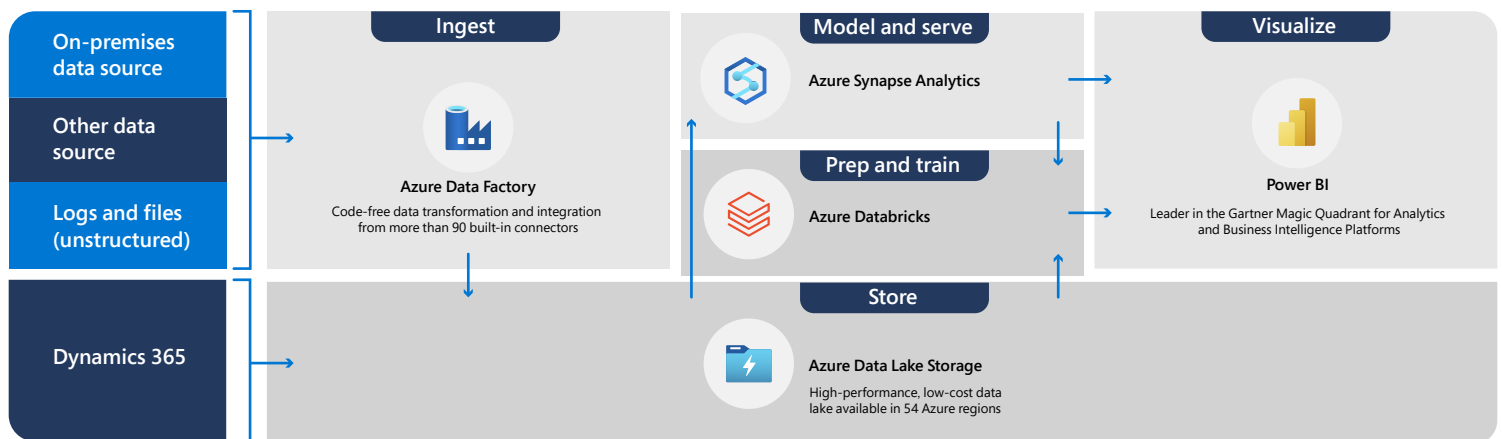 On-premises
data source
Other data
source
Logs and files
(unstructured)
Dynamics 365
Ingest
Azure Data Factory
Code-free data transformation and integration
from more than 90 built-in connectors
Model and serve
Azure Synapse Analytics
Prep and train
Azure Databricks
Visualize
Power BI
Leader in the Gartner Magic Quadrant for Analytics
and Business Intelligence Platforms
Store
Azure Data Lake Storage
High-performance, low-cost data
lake available in 54 Azure regions